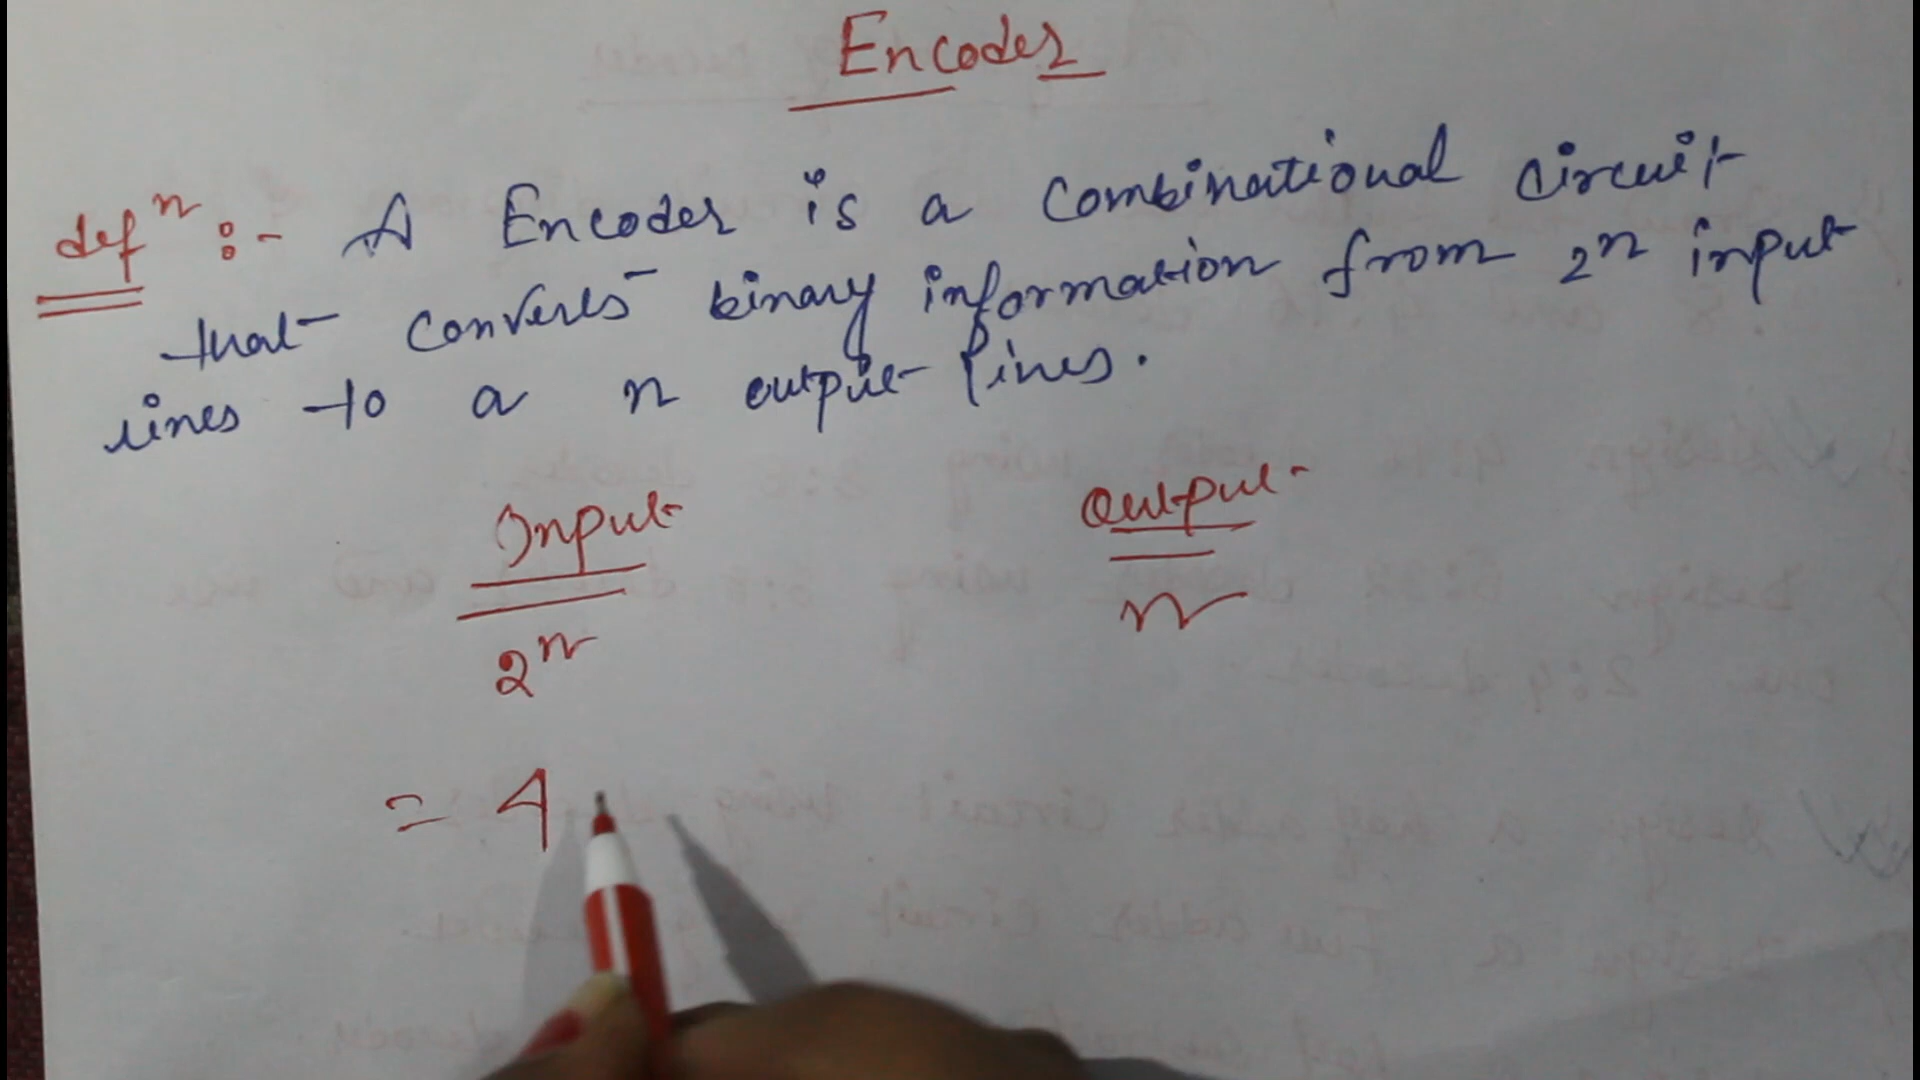 Encoder
defⁿ :- A Encoder is a combinational circuit
that converts binary information from 2ⁿ input
lines to a n output lines.
Input Output
2ⁿ n
= 4